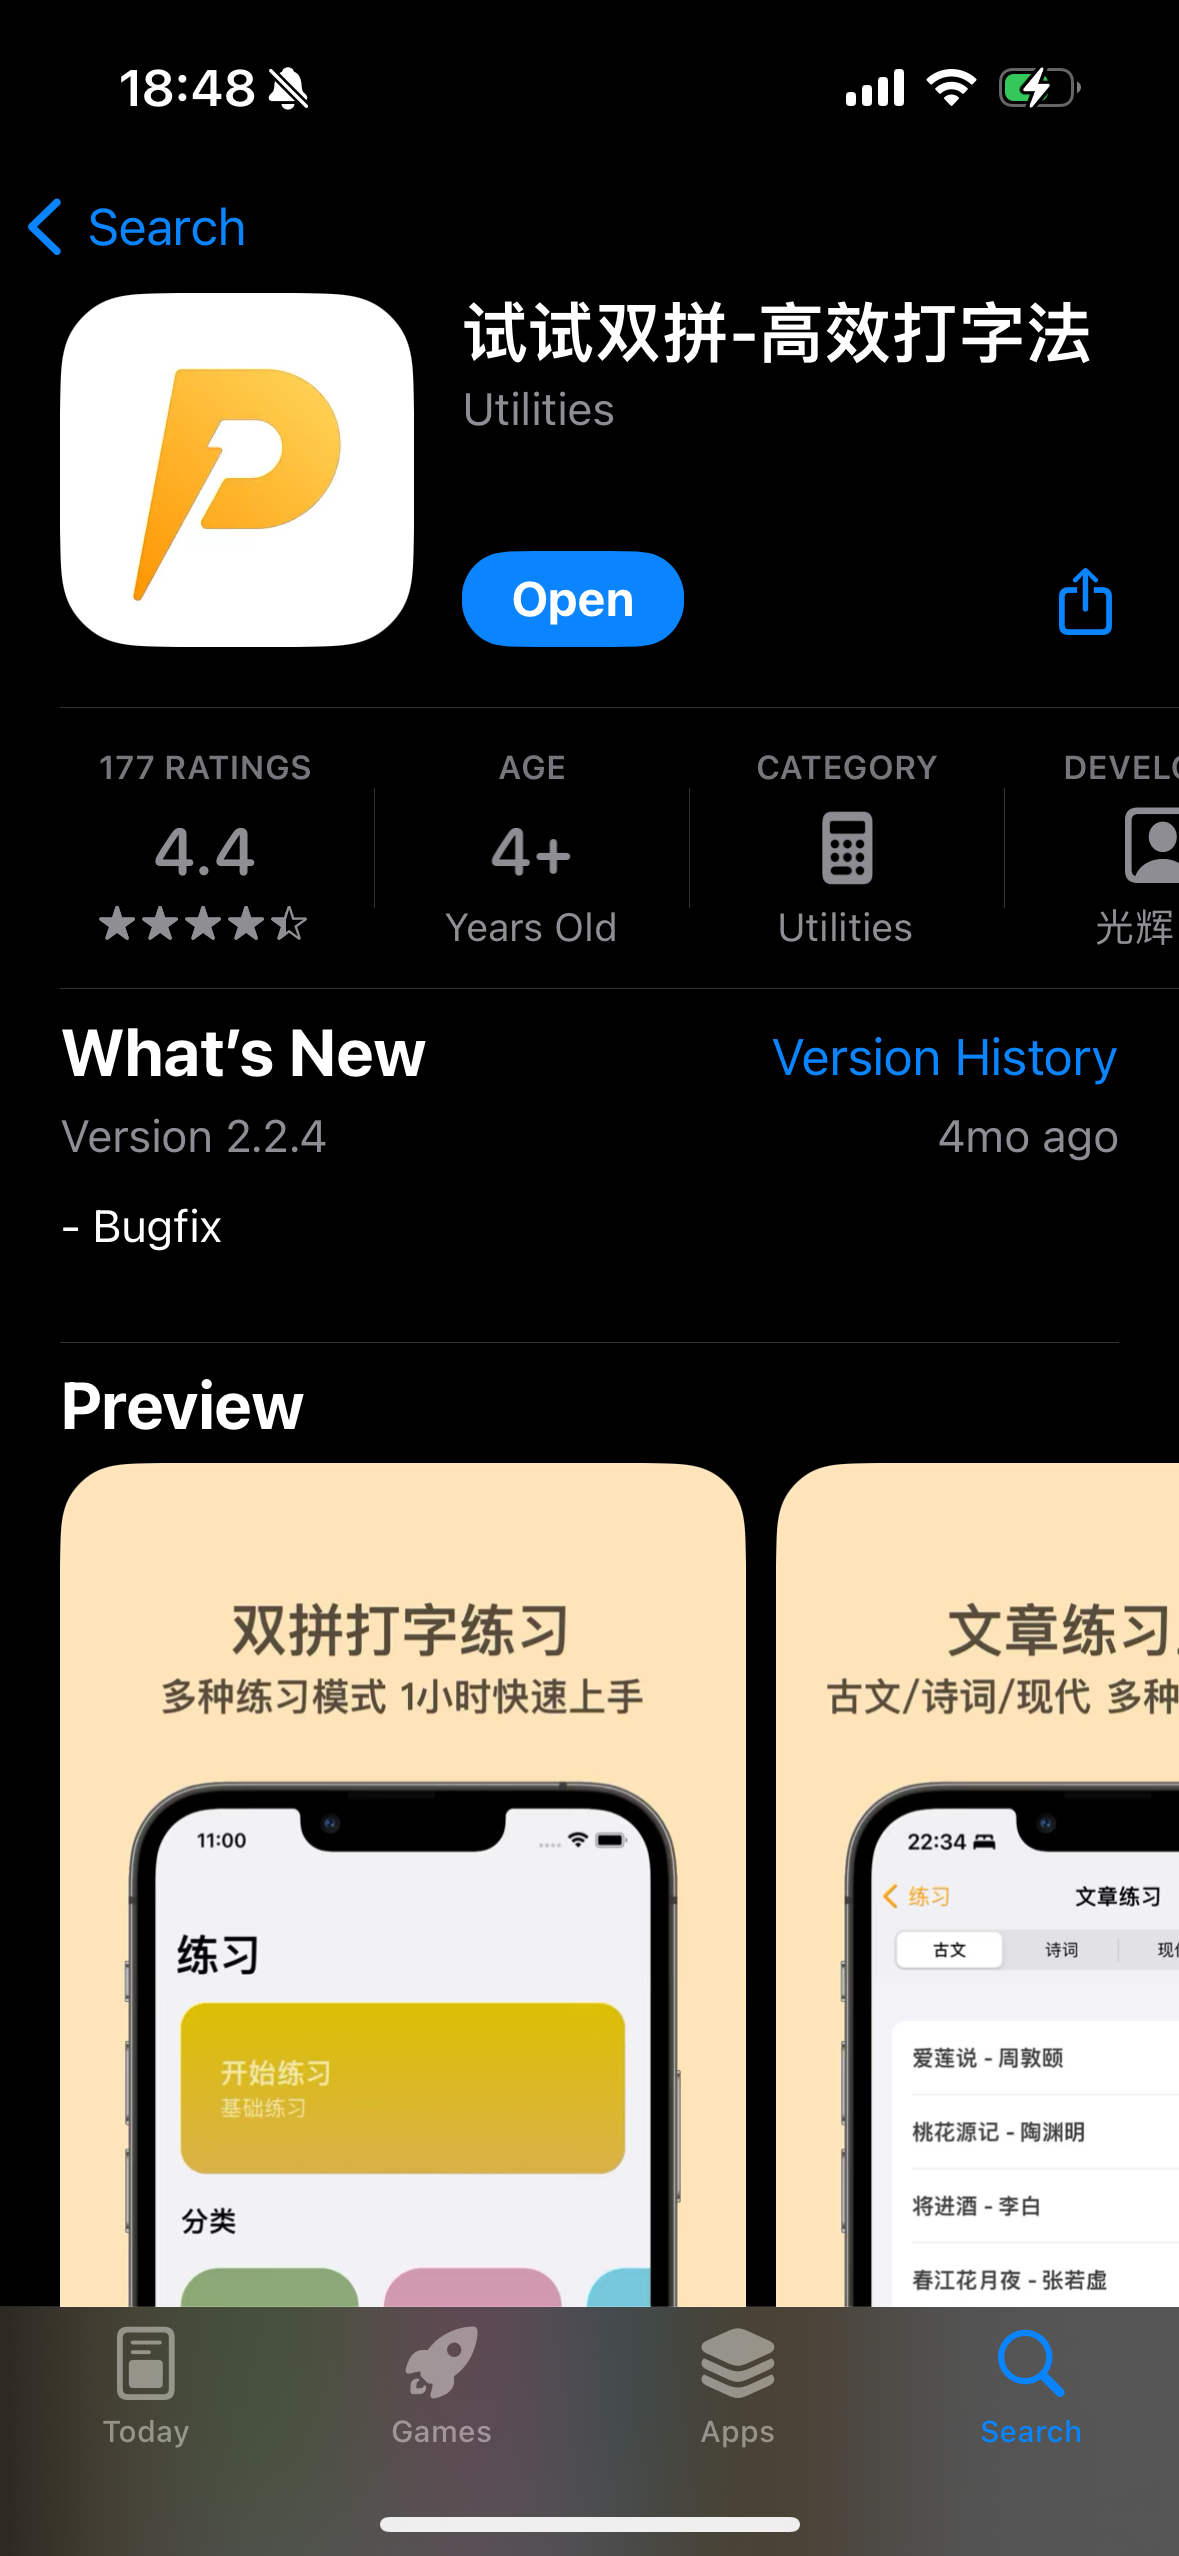 18:48
Search
试试双拼-高效打字法
Utilities
Open
177 RATINGS
4.4
AGE
4+
Years Old
CATEGORY
Utilities
DEVELO
光辉
What's New
Version History
Version 2.2.4
4mo ago
- Bugfix
Preview
双拼打字练习
多种练习模式 1小时快速上手
11:00
练习
开始练习
基础练习
分类
文章练习
古文/诗词/现代 多种
22:34
练习
文章练习
古文
诗词
现代
爱莲说 - 周敦颐
桃花源记 - 陶渊明
将进酒 - 李白
春江花月夜 - 张若虚
Today
Games
Apps
Search